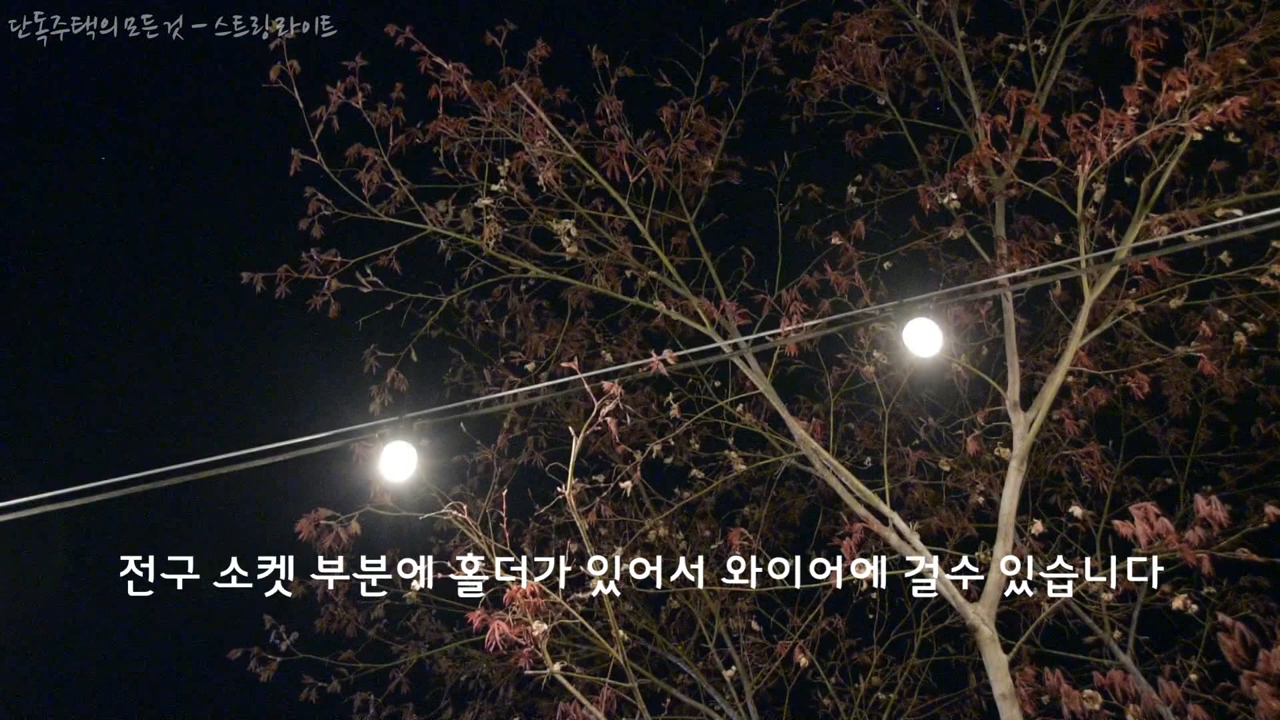 단독주택의 모든 것 - 스트링라이트
전구 소켓 부분에 홀더가 있어서 와이어에 걸수 있습니다